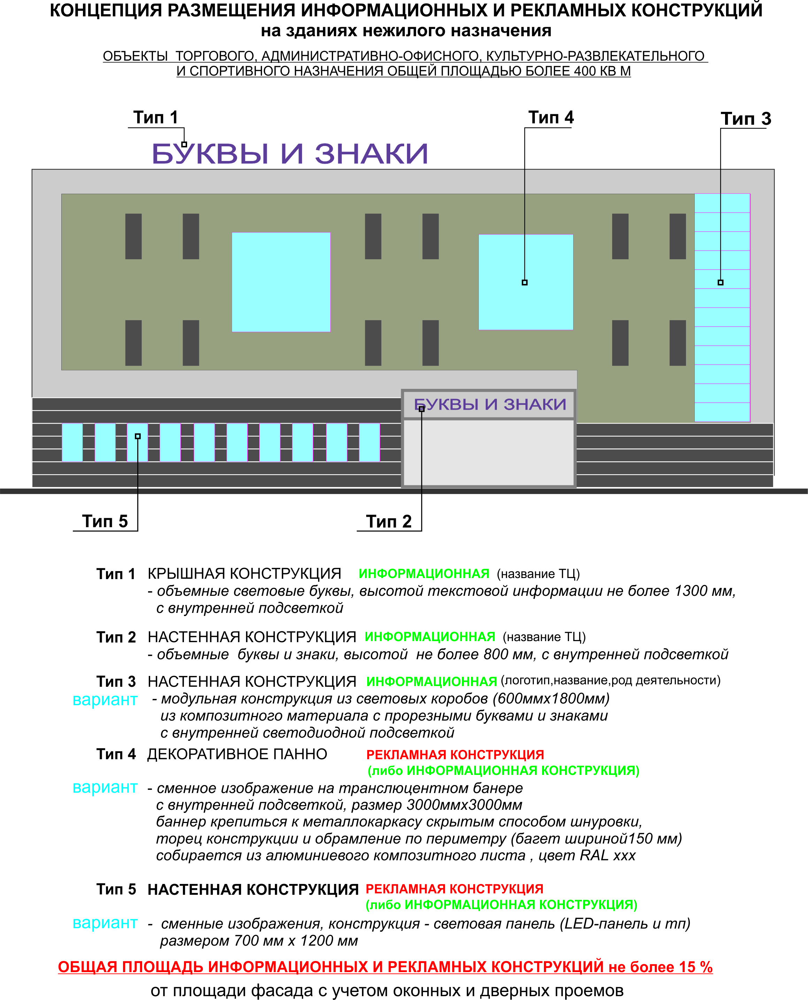 КОНЦЕПЦИЯ РАЗМЕЩЕНИЯ ИНФОРМАЦИОННЫХ И РЕКЛАМНЫХ КОНСТРУКЦИЙ
на зданиях нежилого назначения
ОБЪЕКТЫ ТОРГОВОГО, АДМИНИСТРАТИВНО-ОФИСНОГО, КУЛЬТУРНО-РАЗВЛЕКАТЕЛЬНОГО
И СПОРТИВНОГО НАЗНАЧЕНИЯ ОБЩЕЙ ПЛОЩАДЬЮ БОЛЕЕ 400 КВ М
Тип 1 Тип 4 Тип 3
БУКВЫ И ЗНАКИ
БУКВЫ И ЗНАКИ
Тип 5 Тип 2
Тип 1 КРЫШНАЯ КОНСТРУКЦИЯ ИНФОРМАЦИОННАЯ (название ТЦ)
- объемные световые буквы, высотой текстовой информации не более 1300 мм,
с внутренней подсветкой
Тип 2 НАСТЕННАЯ КОНСТРУКЦИЯ ИНФОРМАЦИОННАЯ (название ТЦ)
- объемные буквы и знаки, высотой не более 800 мм, с внутренней подсветкой
Тип 3 НАСТЕННАЯ КОНСТРУКЦИЯ ИНФОРМАЦИОННАЯ (логотип,название,род деятельности)
вариант - модульная конструкция из световых коробов (600ммх1800мм)
из композитного материала с прорезными буквами и знаками
с внутренней светодиодной подсветкой
Тип 4 ДЕКОРАТИВНОЕ ПАННО РЕКЛАМНАЯ КОНСТРУКЦИЯ
(либо ИНФОРМАЦИОННАЯ КОНСТРУКЦИЯ)
вариант - сменное изображение на транслюцентном банере
с внутренней подсветкой, размер 3000ммх3000мм
баннер крепиться к металлокаркасу скрытым способом шнуровки,
торец конструкции и обрамление по периметру (багет шириной150 мм)
собирается из алюминиевого композитного листа , цвет RAL xxx
Тип 5 НАСТЕННАЯ КОНСТРУКЦИЯ РЕКЛАМНАЯ КОНСТРУКЦИЯ
(либо ИНФОРМАЦИОННАЯ КОНСТРУКЦИЯ)
вариант - сменные изображения, конструкция - световая панель (LED-панель и тп)
размером 700 мм х 1200 мм
ОБЩАЯ ПЛОЩАДЬ ИНФОРМАЦИОННЫХ И РЕКЛАМНЫХ КОНСТРУКЦИЙ не более 15 %
от площади фасада с учетом оконных и дверных проемов